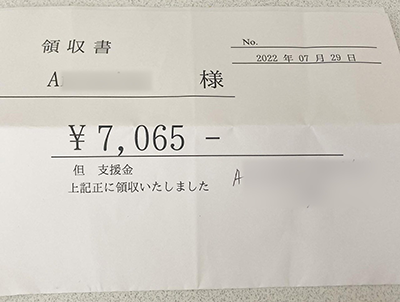 領収書
No.
2022 年 07 月 29 日
A 様
￥7,065 －
但 支援金
上記正に領収いたしました
A